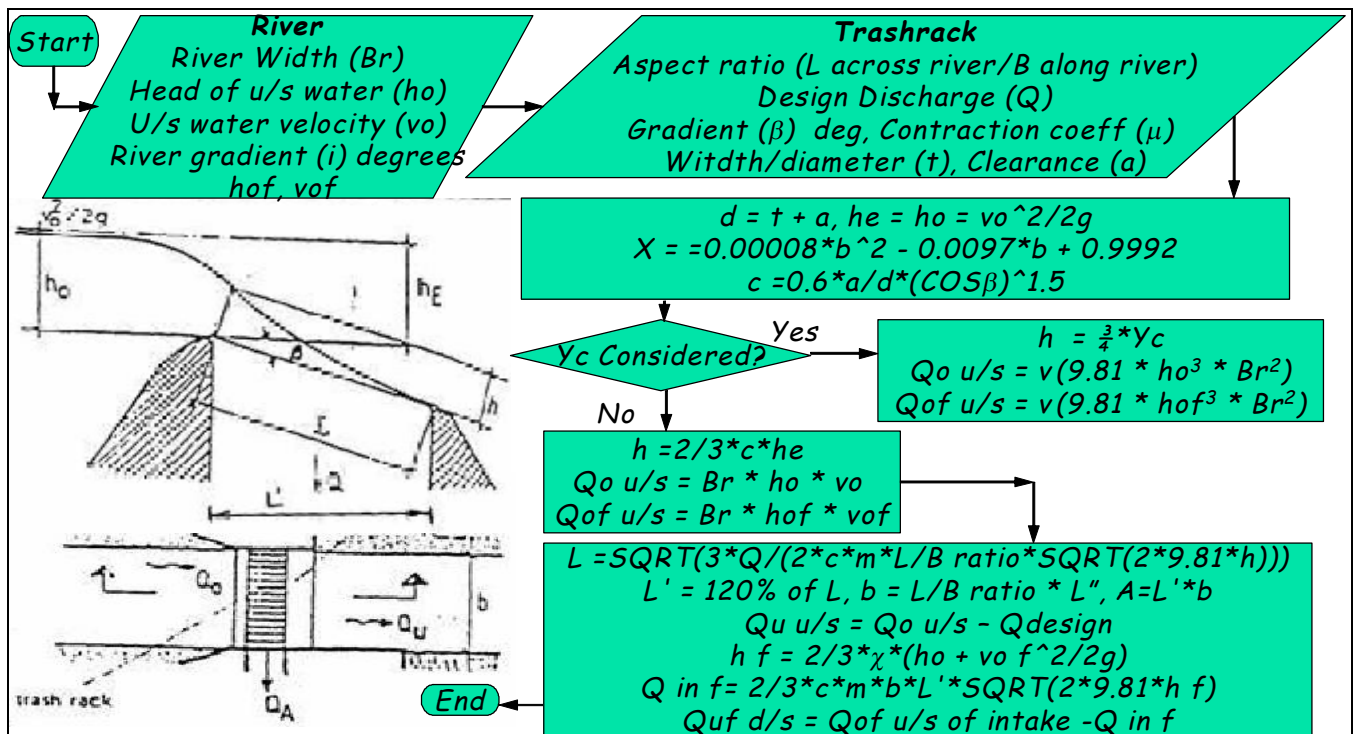 Start
River
River Width (Br)
Head of u/s water (ho)
U/s water velocity (vo)
River gradient (i) degrees
hof, vof
Trashrack
Aspect ratio (L across river/B along river)
Design Discharge (Q)
Gradient (β) deg, Contraction coeff (μ)
Witdth/diameter (t), Clearance (a)
d = t + a, he = ho = vo^2/2g
X = =0.00008*b^2 - 0.0097*b + 0.9992
c =0.6*a/d*(COSβ)^1.5
Yc Considered?
Yes
h = ¾*Yc
Qo u/s = v(9.81 * ho³ * Br²)
Qof u/s = v(9.81 * hof³ * Br²)
No
h =2/3*c*he
Qo u/s = Br * ho * vo
Qof u/s = Br * hof * vof
L =SQRT(3*Q/(2*c*m*L/B ratio*SQRT(2*9.81*h)))
L' = 120% of L, b = L/B ratio * L", A=L'*b
Qu u/s = Qo u/s – Qdesign
h f = 2/3*χ*(ho + vo f^2/2g)
Q in f= 2/3*c*m*b*L'*SQRT(2*9.81*h f)
Quf d/s = Qof u/s of intake -Q in f
End
v₀²/2g
h₀
hE
β
h
Q
L'
Q₀
b
Qu
trash rack
QA